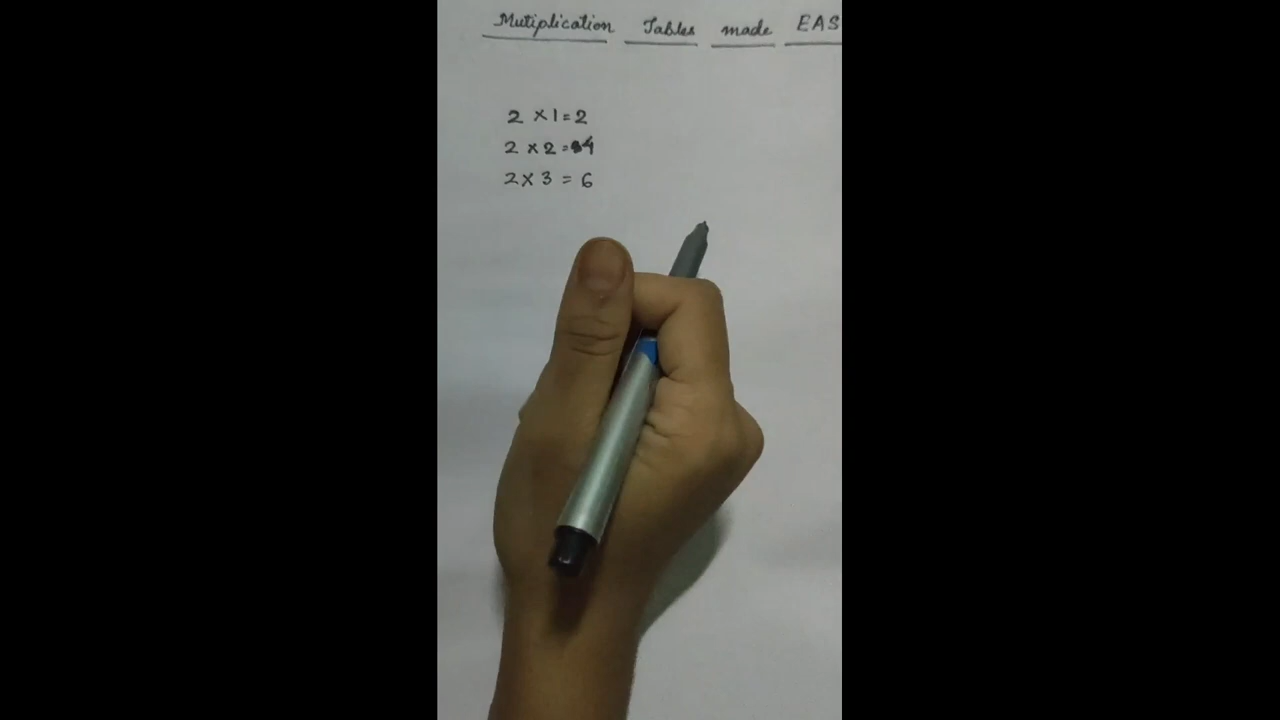 Mutiplication Tables made EAS
2 × 1 = 2
2 × 2 = 4
2 × 3 = 6